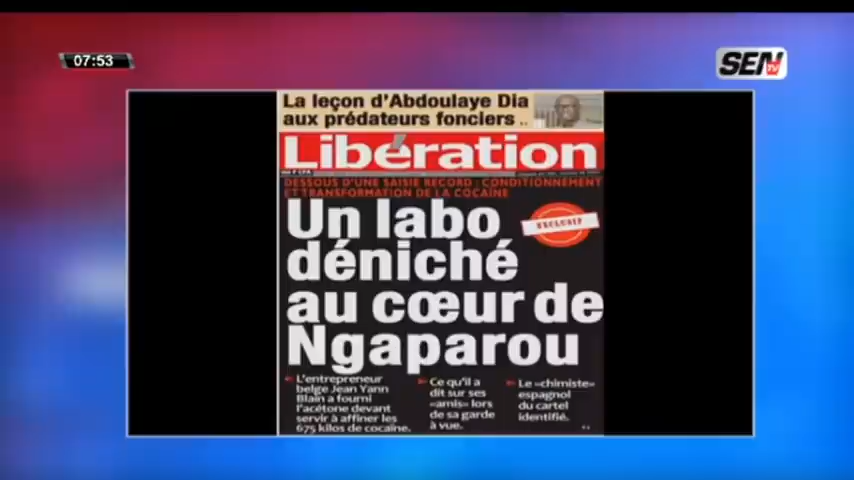 07:53
SEN TV
La leçon d'Abdoulaye Dia
aux prédateurs fonciers
Libération
DESSOUS D'UNE SAISIE RECORD : CONDITIONNEMENT
ET TRANSFORMATION DE LA COCAÏNE
Un labo
déniché
au cœur de
Ngaparou
EXCLUSIF
L'entrepreneur
belge Jean Yann
Blain a fourni
l'acétone devant
servir à affiner les
675 kilos de cocaïne.
Ce qu'il a
dit sur ses
«amis» lors
de sa garde
à vue.
Le «chimiste»
espagnol
du cartel
identifié.